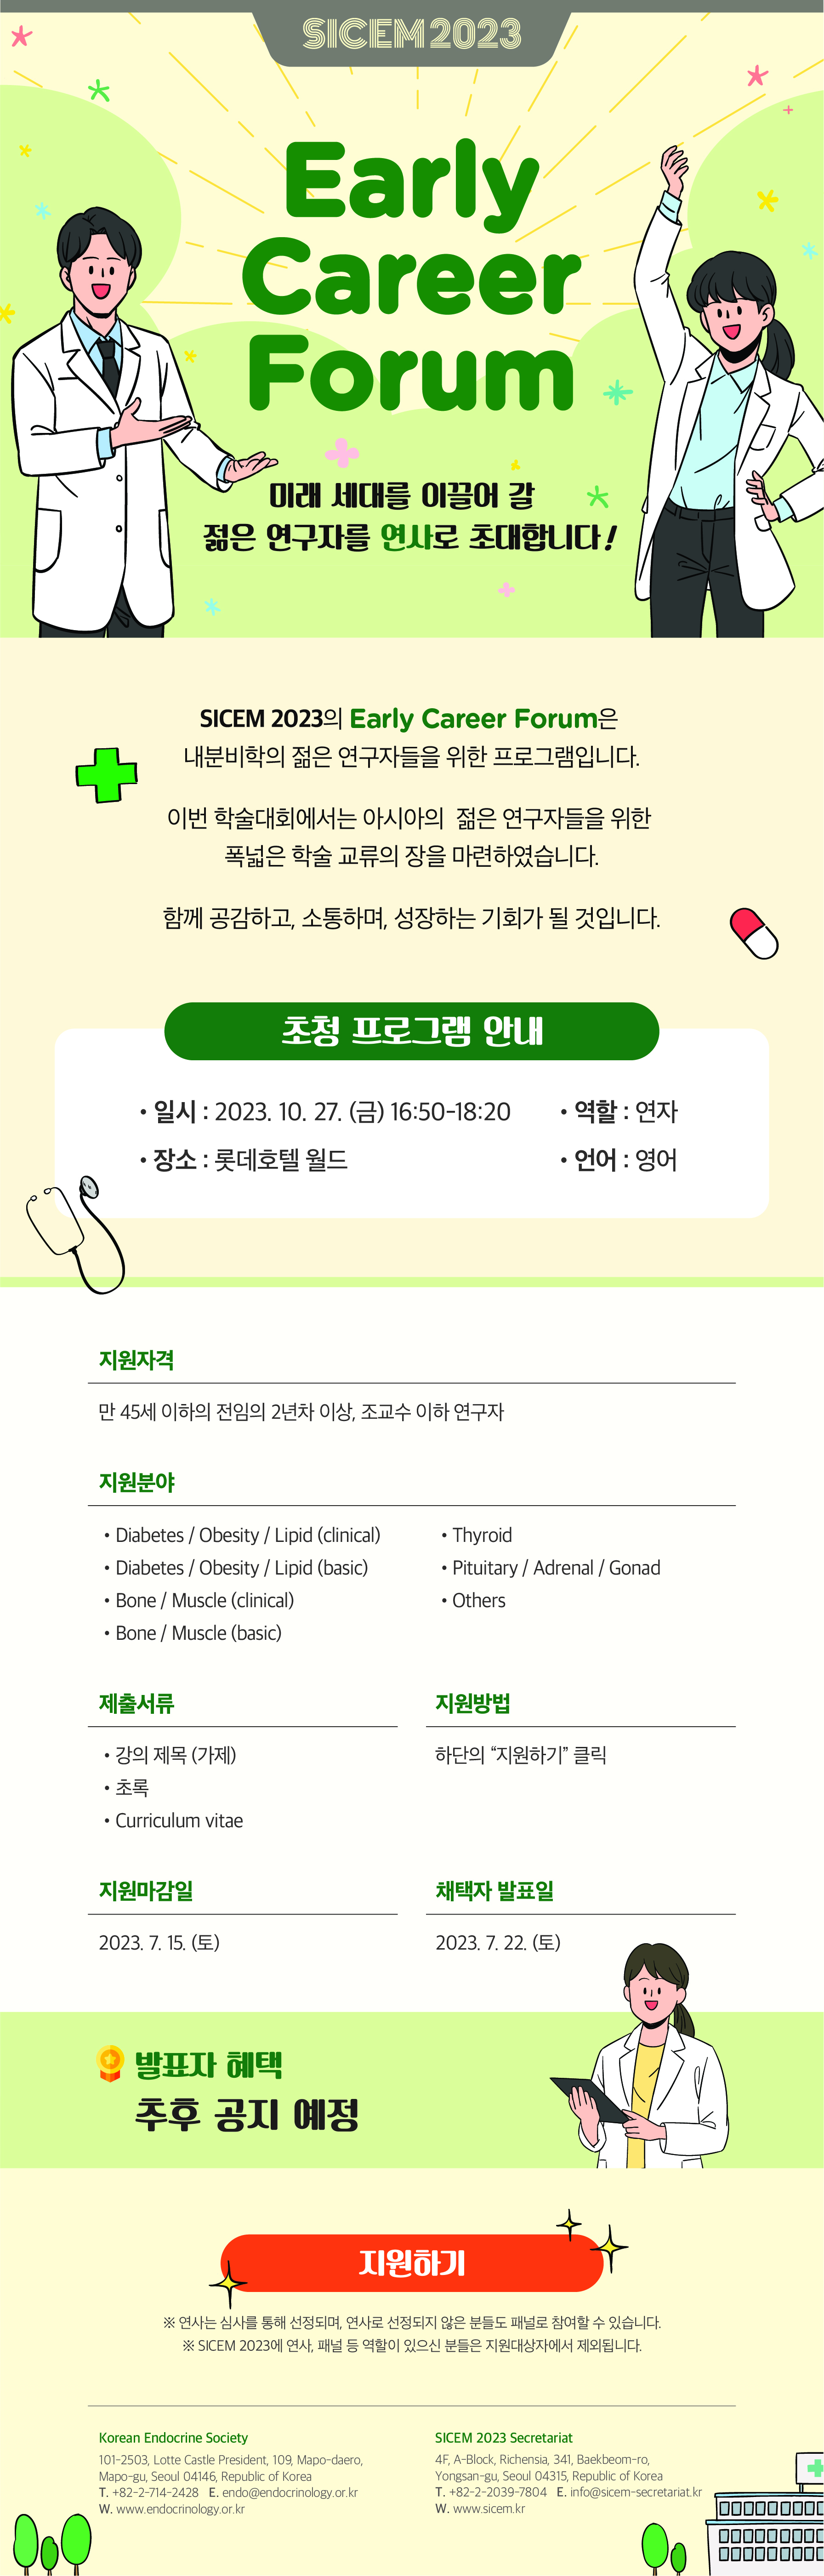 SICEM 2023
Early
Career
Forum
미래 세대를 이끌어 갈
젊은 연구자를 연사로 초대합니다!
SICEM 2023의 Early Career Forum은
내분비학의 젊은 연구자들을 위한 프로그램입니다.
이번 학술대회에서는 아시아의 젊은 연구자들을 위한
폭넓은 학술 교류의 장을 마련하였습니다.
함께 공감하고, 소통하며, 성장하는 기회가 될 것입니다.
초청 프로그램 안내
• 일시 : 2023. 10. 27. (금) 16:50-18:20
• 역할 : 연자
• 장소 : 롯데호텔 월드
• 언어 : 영어
지원자격
만 45세 이하의 전임의 2년차 이상, 조교수 이하 연구자
지원분야
• Diabetes / Obesity / Lipid (clinical)
• Diabetes / Obesity / Lipid (basic)
• Bone / Muscle (clinical)
• Bone / Muscle (basic)
• Thyroid
• Pituitary / Adrenal / Gonad
• Others
제출서류
• 강의 제목 (가제)
• 초록
• Curriculum vitae
지원방법
하단의 “지원하기” 클릭
지원마감일
2023. 7. 15. (토)
채택자 발표일
2023. 7. 22. (토)
발표자 혜택
추후 공지 예정
지원하기
※ 연사는 심사를 통해 선정되며, 연사로 선정되지 않은 분들도 패널로 참여할 수 있습니다.
※ SICEM 2023에 연사, 패널 등 역할이 있으신 분들은 지원대상자에서 제외됩니다.
Korean Endocrine Society
101-2503, Lotte Castle President, 109, Mapo-daero,
Mapo-gu, Seoul 04146, Republic of Korea
T. +82-2-714-2428 E. endo@endocrinology.or.kr
W. www.endocrinology.or.kr
SICEM 2023 Secretariat
4F, A-Block, Richensia, 341, Baekbeom-ro,
Yongsan-gu, Seoul 04315, Republic of Korea
T. +82-2-2039-7804 E. info@sicem-secretariat.kr
W. www.sicem.kr